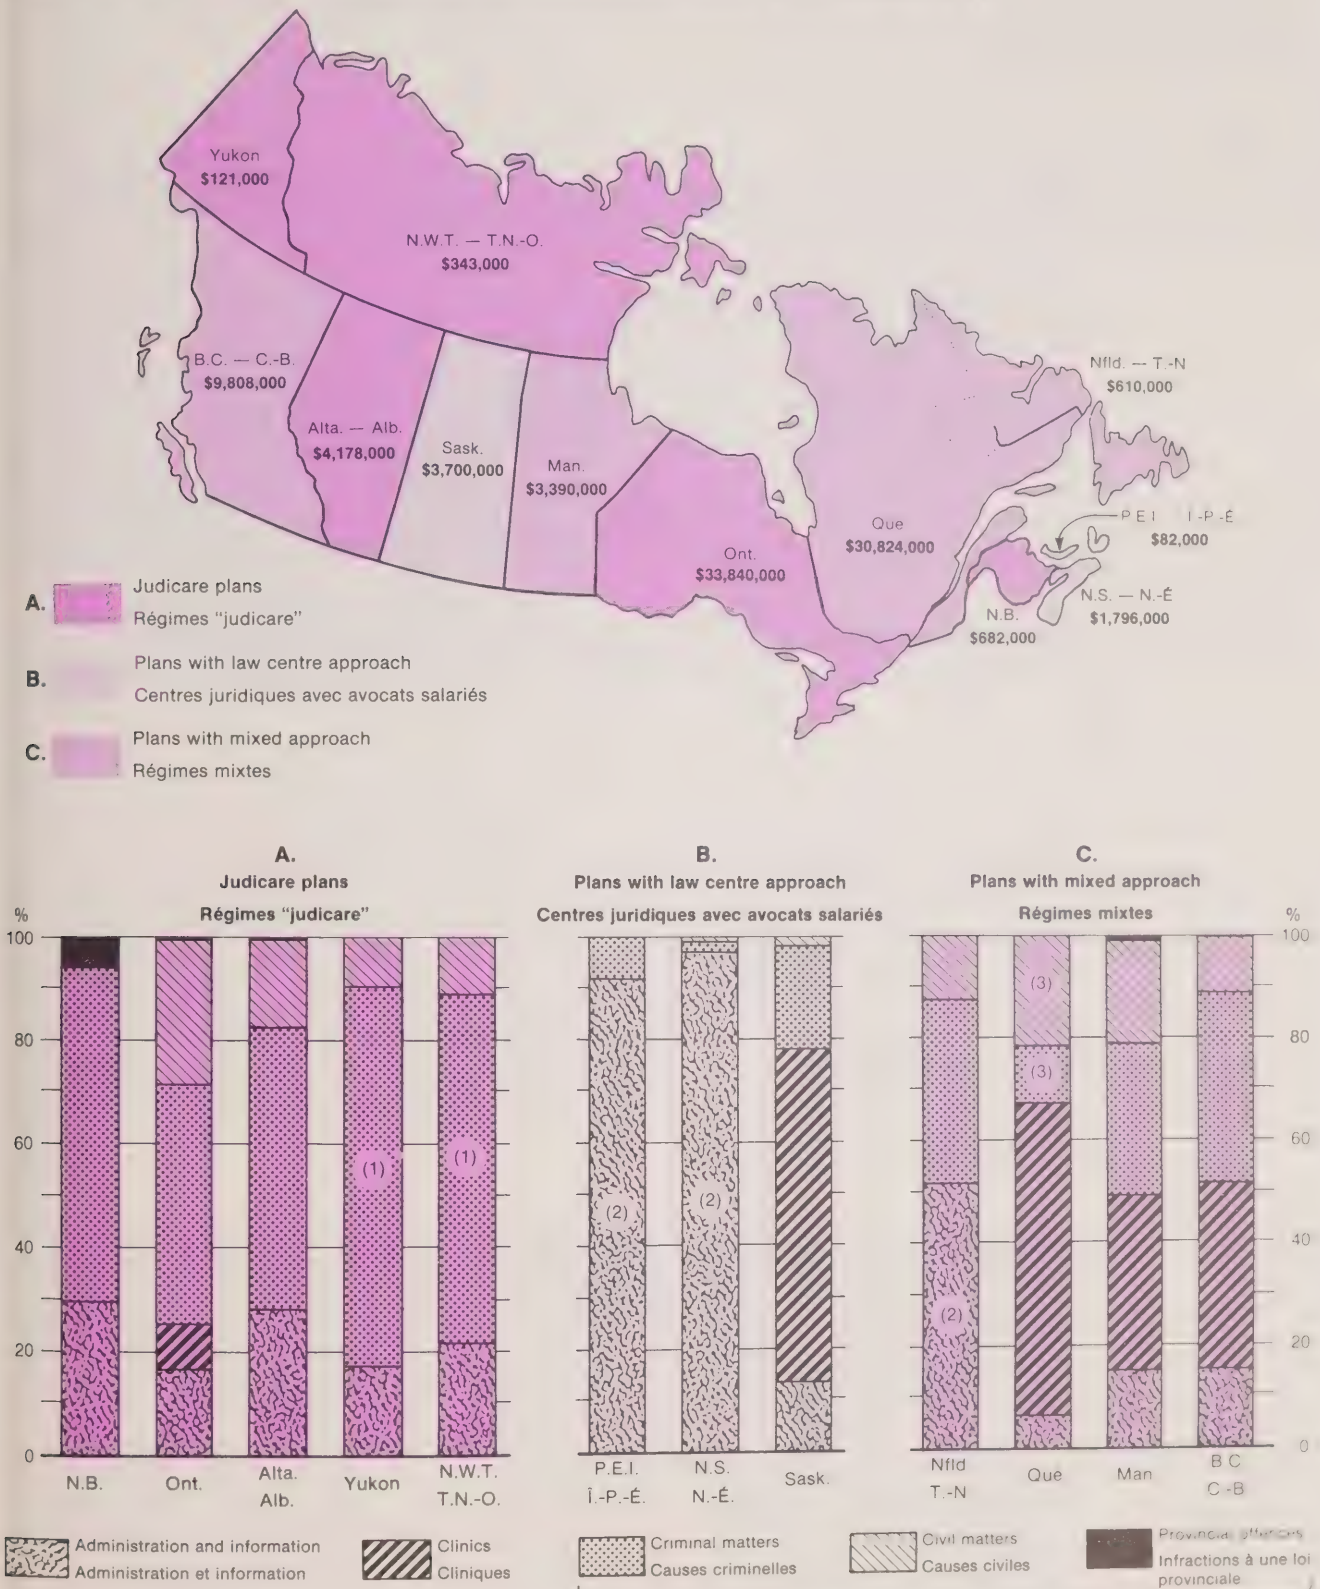 Yukon
$121,000
N.W.T. — T.N.-O.
$343,000
B.C. — C.-B.
$9,808,000
Alta. — Alb.
$4,178,000
Sask.
$3,700,000
Man.
$3,390,000
Ont.
$33,840,000
Que
$30,824,000
Nfld. — T.-N
$610,000
P E I I -P -É
$82,000
N.S. — N.-É
$1,796,000
N.B.
$682,000
A. Judicare plans
Régimes "judicare"
B. Plans with law centre approach
Centres juridiques avec avocats salariés
C. Plans with mixed approach
Régimes mixtes
A.
Judicare plans
Régimes "judicare"
B.
Plans with law centre approach
Centres juridiques avec avocats salariés
C.
Plans with mixed approach
Régimes mixtes
%
100
80
60
40
20
0
(1)
(1)
(2)
(2)
(3)
(3)
(2)
%
100
80
60
40
20
0
N.B.
Ont.
Alta.
Alb.
Yukon
N.W.T.
T.N.-O.
P.E.I.
Î.-P.-É.
N.S.
N.-É.
Sask.
Nfld
T.-N
Que
Man
B C
C -B
Administration and information
Administration et information
Clinics
Cliniques
Criminal matters
Causes criminelles
Civil matters
Causes civiles
Provincial offences
Infractions à une loi
provinciale